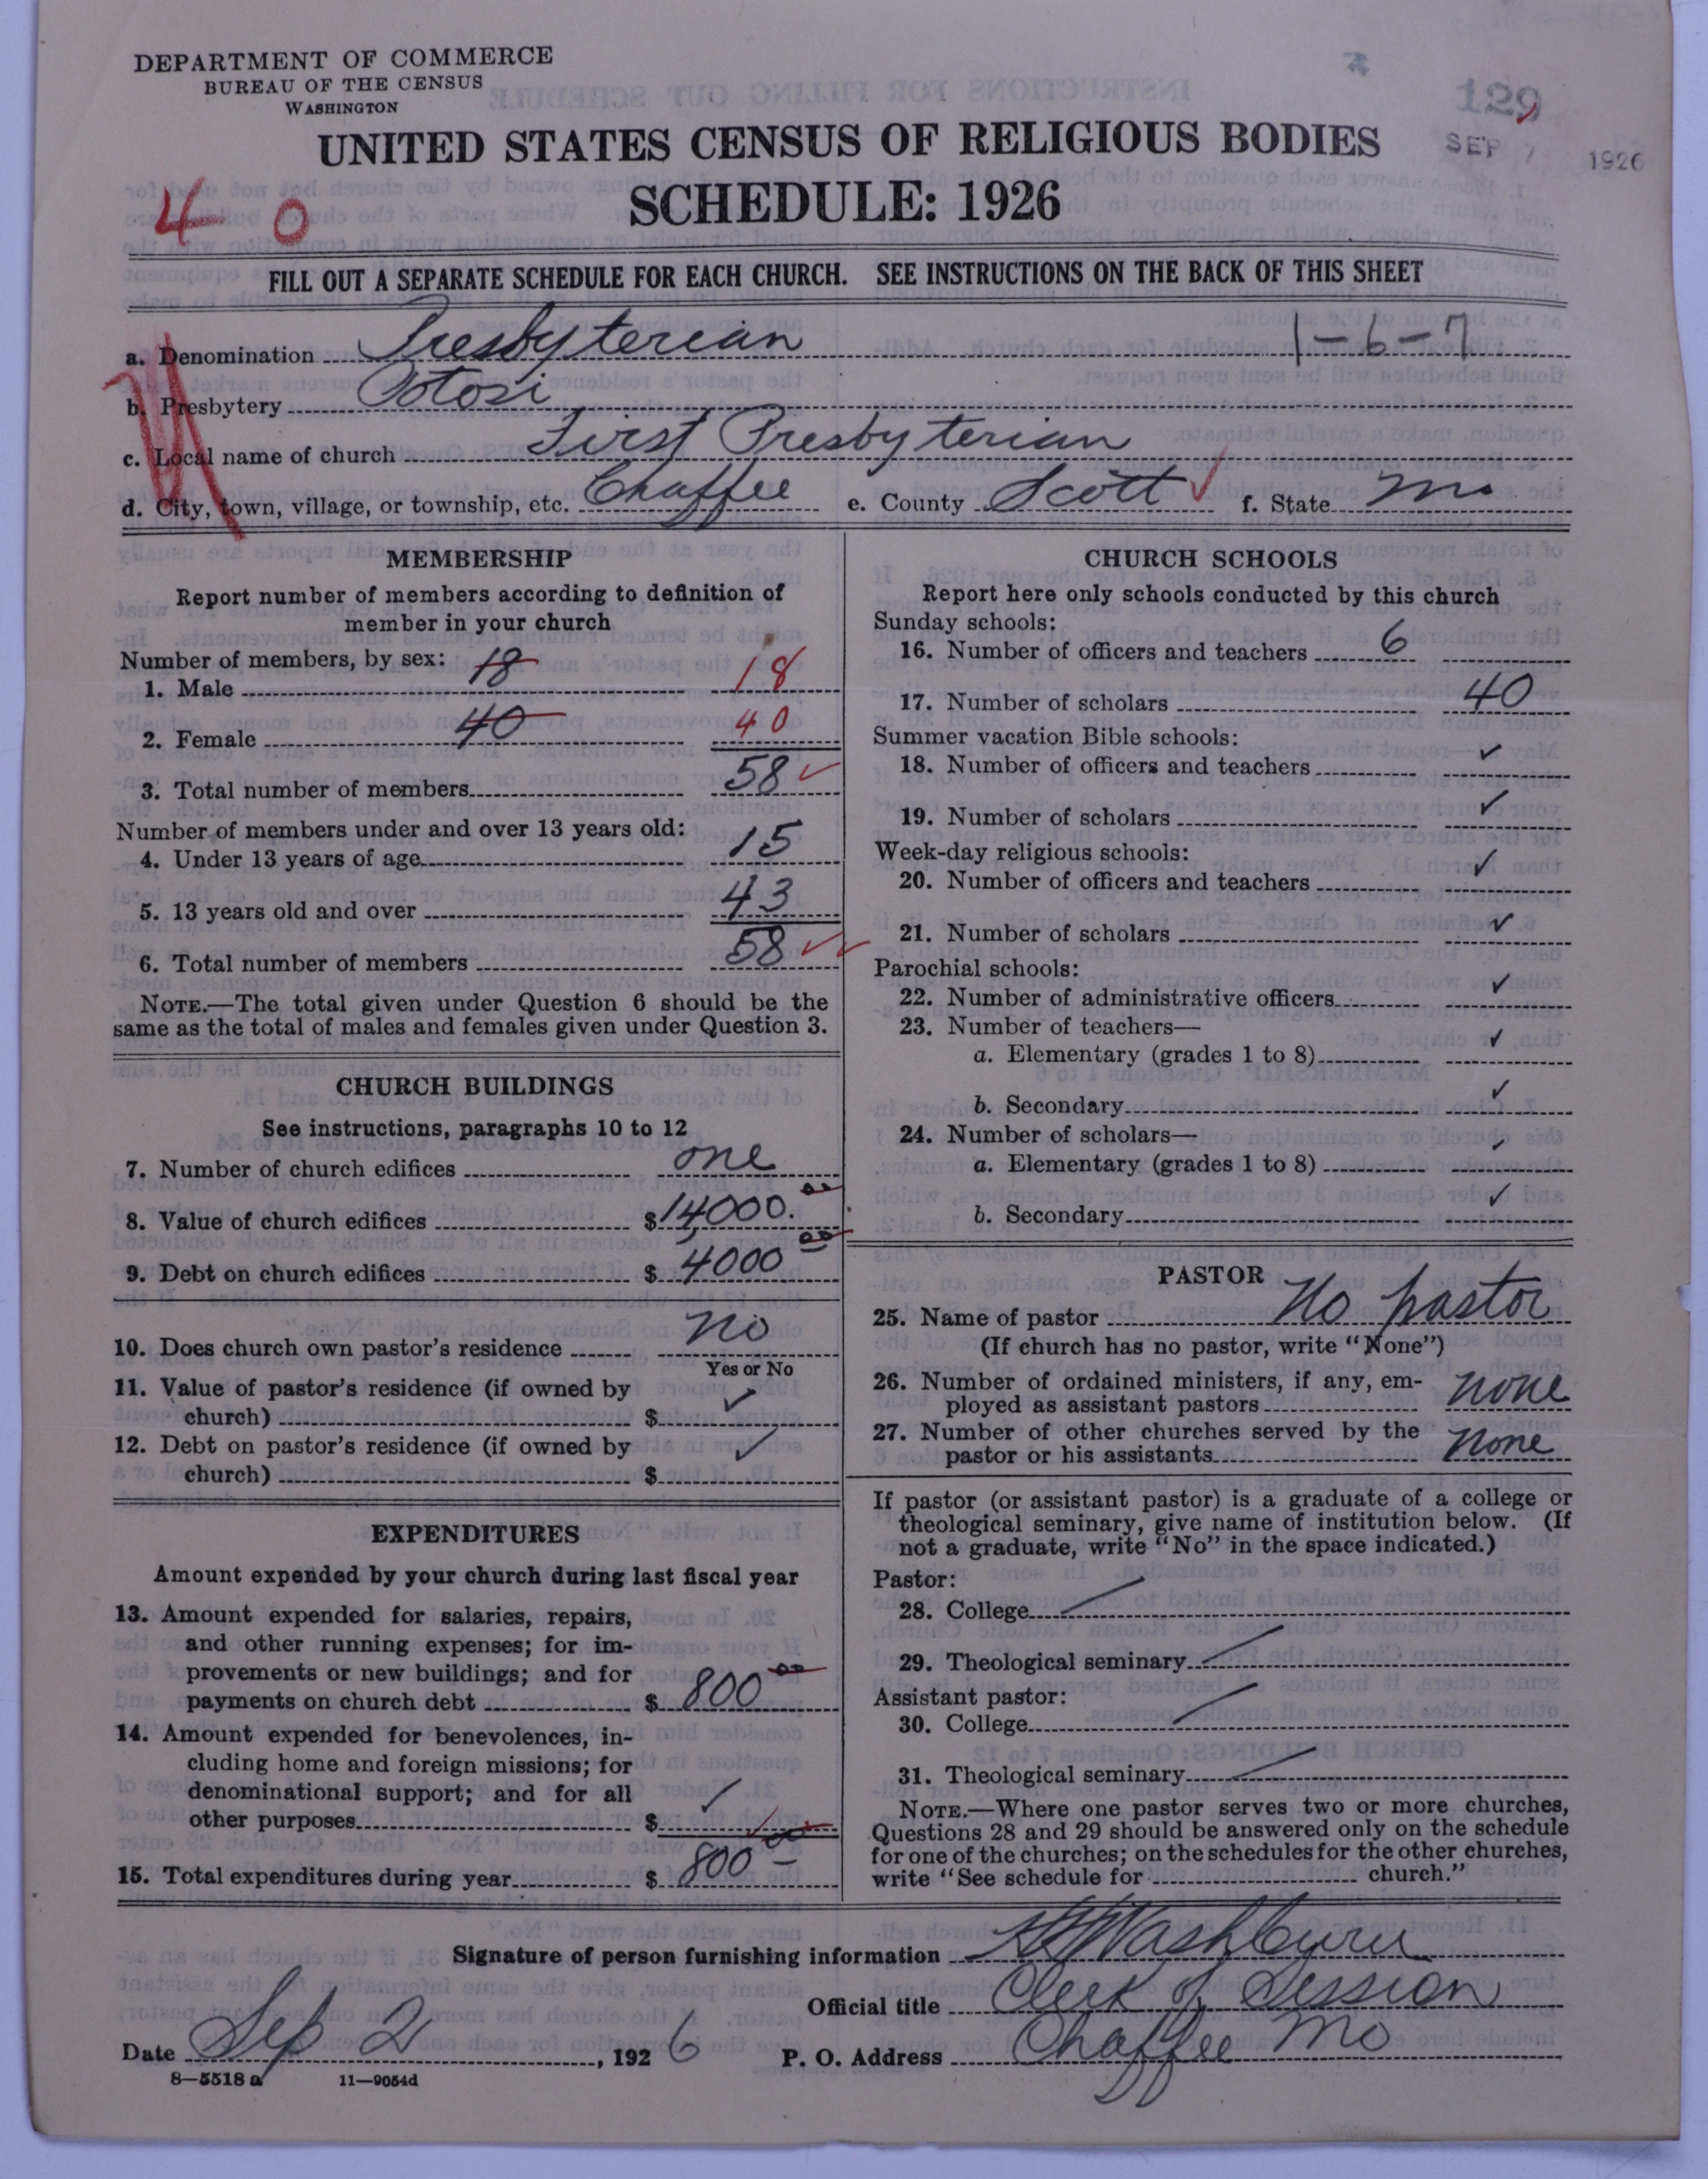 DEPARTMENT OF COMMERCE
BUREAU OF THE CENSUS
WASHINGTON
129
UNITED STATES CENSUS OF RELIGIOUS BODIES
SEP 7 1926
SCHEDULE: 1926
4 0
FILL OUT A SEPARATE SCHEDULE FOR EACH CHURCH. SEE INSTRUCTIONS ON THE BACK OF THIS SHEET
a. Denomination Presbyterian 1-6-7
b. Presbytery Potosi
c. Local name of church First Presbyterian
d. City, town, village, or township, etc. Chaffee e. County Scott ✓ f. State Mo.
MEMBERSHIP
Report number of members according to definition of
member in your church
Number of members, by sex: 18
1. Male 18
2. Female 40 40
3. Total number of members 58 ✓
Number of members under and over 13 years old:
4. Under 13 years of age 15
5. 13 years old and over 43
6. Total number of members 58 ✓✓
NOTE.—The total given under Question 6 should be the
same as the total of males and females given under Question 3.
CHURCH BUILDINGS
See instructions, paragraphs 10 to 12
7. Number of church edifices one
8. Value of church edifices $14,000.00
9. Debt on church edifices $ 4000 00
10. Does church own pastor's residence No
Yes or No
11. Value of pastor's residence (if owned by
church) $ ✓
12. Debt on pastor's residence (if owned by
church) $ ✓
EXPENDITURES
Amount expended by your church during last fiscal year
13. Amount expended for salaries, repairs,
and other running expenses; for im-
provements or new buildings; and for
payments on church debt $ 800 00
14. Amount expended for benevolences, in-
cluding home and foreign missions; for
denominational support; and for all
other purposes $ ✓
15. Total expenditures during year $ 800 00
CHURCH SCHOOLS
Report here only schools conducted by this church
Sunday schools:
16. Number of officers and teachers 6
17. Number of scholars 40
Summer vacation Bible schools:
18. Number of officers and teachers ✓
19. Number of scholars ✓
Week-day religious schools:
20. Number of officers and teachers ✓
21. Number of scholars ✓
Parochial schools:
22. Number of administrative officers ✓
23. Number of teachers—
a. Elementary (grades 1 to 8) ✓
b. Secondary ✓
24. Number of scholars—
a. Elementary (grades 1 to 8) ✓
b. Secondary ✓
PASTOR
25. Name of pastor No pastor
(If church has no pastor, write "None")
26. Number of ordained ministers, if any, em-
ployed as assistant pastors none
27. Number of other churches served by the
pastor or his assistants none
If pastor (or assistant pastor) is a graduate of a college or
theological seminary, give name of institution below. (If
not a graduate, write "No" in the space indicated.)
Pastor:
28. College
29. Theological seminary
Assistant pastor:
30. College
31. Theological seminary
NOTE.—Where one pastor serves two or more churches,
Questions 28 and 29 should be answered only on the schedule
for one of the churches; on the schedules for the other churches,
write "See schedule for church."
Signature of person furnishing information Washburn
Official title Clerk of Session
Date Sep 2, 1926 P. O. Address Chaffee Mo
8—5518 a 11—9054d